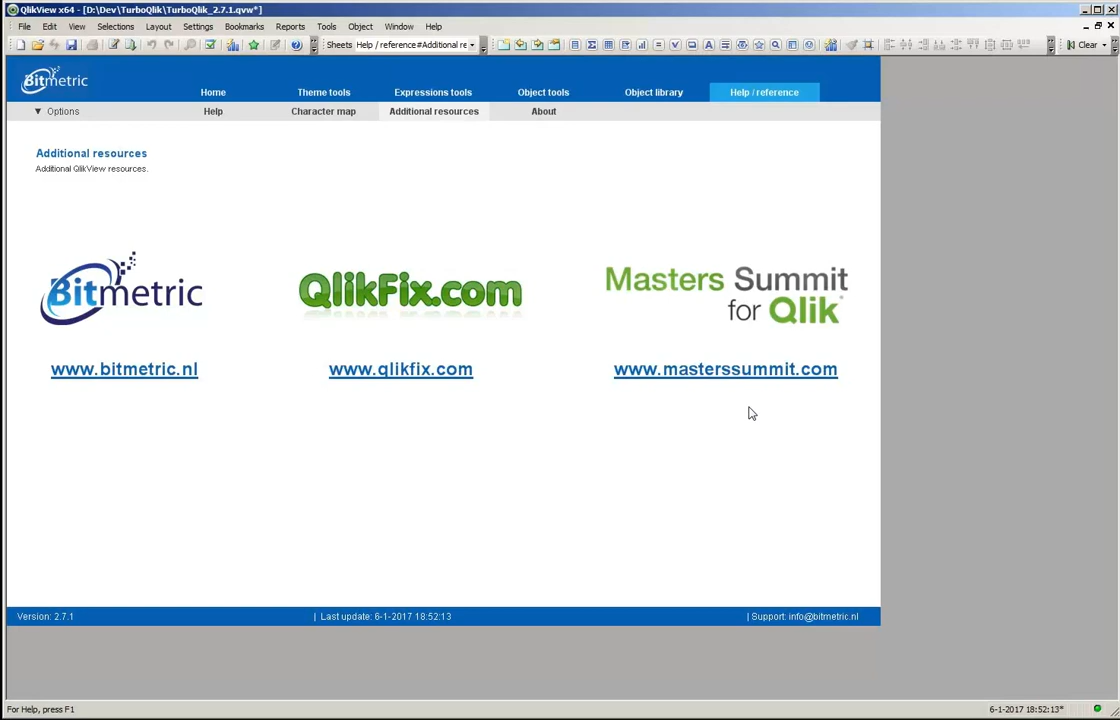 QlikView x64 - [D:\Dev\TurboQlik\TurboQlik_2.7.1.qvw*]
File Edit View Selections Layout Settings Bookmarks Reports Tools Object Window Help
Sheets Help / reference#Additional re Clear
Bitmetric
Home Theme tools Expressions tools Object tools Object library Help / reference
▼ Options Help Character map Additional resources About
Additional resources
Additional QlikView resources.
Bitmetric
QlikFix.com
Masters Summit
for Qlik
www.bitmetric.nl www.qlikfix.com www.masterssummit.com
Version: 2.7.1 | Last update: 6-1-2017 18:52:13 | Support: info@bitmetric.nl
For Help, press F1 6-1-2017 18:52:13*